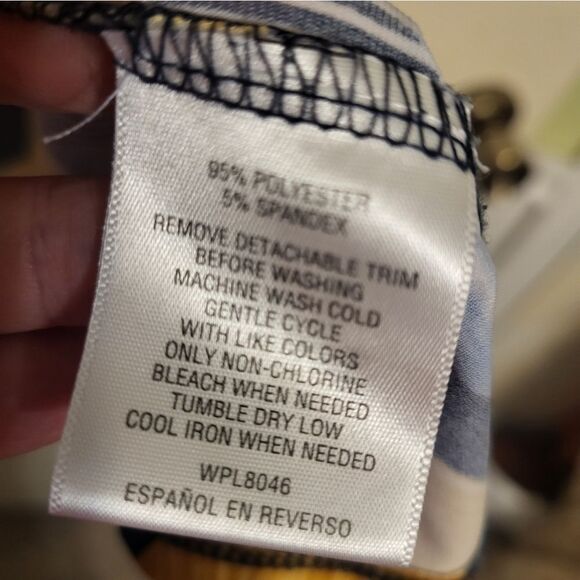 95% POLYESTER
5% SPANDEX
REMOVE DETACHABLE TRIM
BEFORE WASHING
MACHINE WASH COLD
GENTLE CYCLE
WITH LIKE COLORS
ONLY NON-CHLORINE
BLEACH WHEN NEEDED
TUMBLE DRY LOW
COOL IRON WHEN NEEDED
WPL8046
ESPAÑOL EN REVERSO